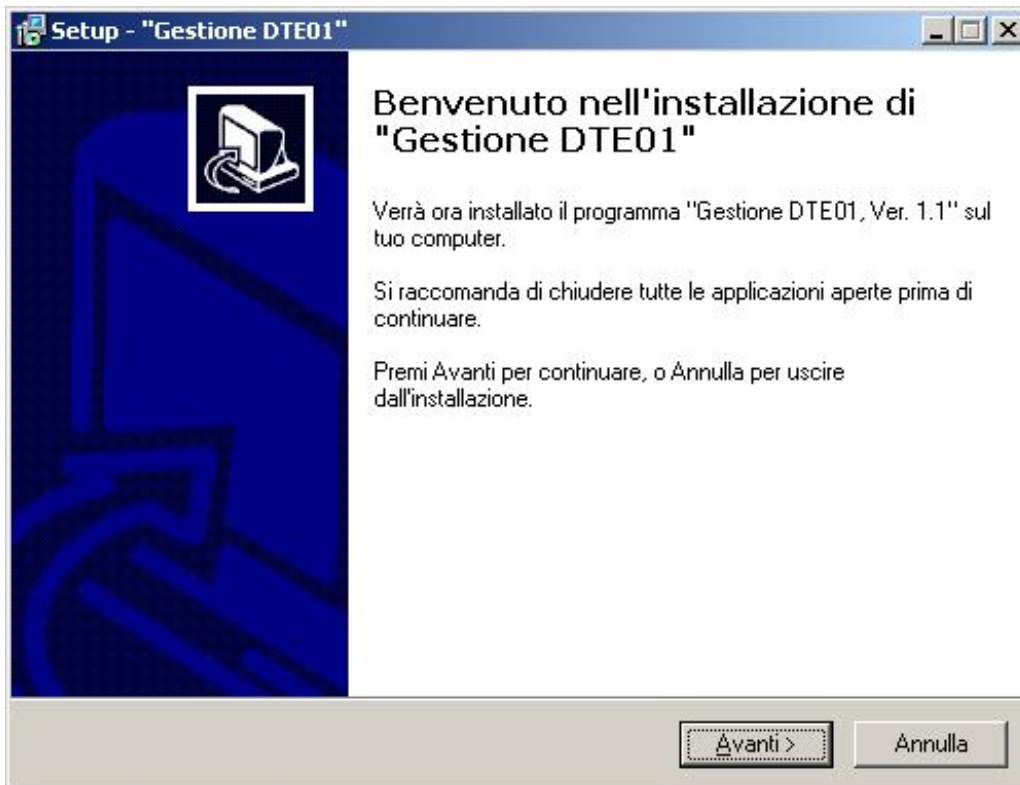 Setup - "Gestione DTE01"
Benvenuto nell'installazione di
"Gestione DTE01"
Verrà ora installato il programma "Gestione DTE01, Ver. 1.1" sul
tuo computer.
Si raccomanda di chiudere tutte le applicazioni aperte prima di
continuare.
Premi Avanti per continuare, o Annulla per uscire
dall'installazione.
Avanti > Annulla